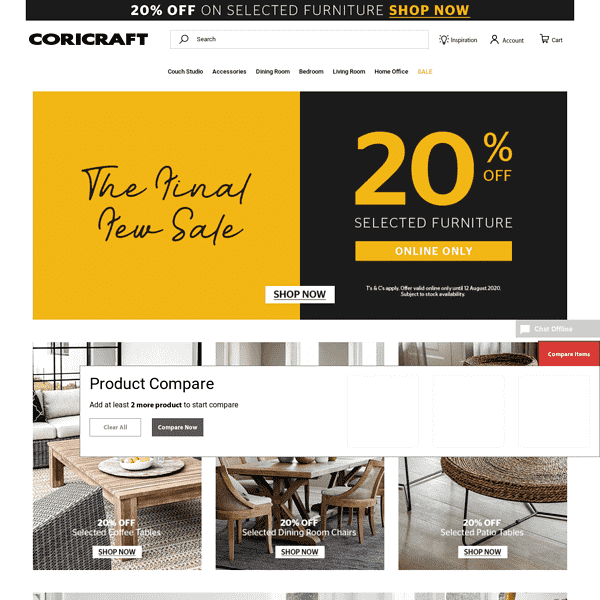 20% OFF ON SELECTED FURNITURE SHOP NOW
CORICRAFT
Search
Inspiration
Account
Cart
Couch Studio Accessories Dining Room Bedroom Living Room Home Office SALE
The Final
Few Sale
20% OFF
SELECTED FURNITURE
ONLINE ONLY
SHOP NOW
T's & C's apply. Offer valid online only until 12 August 2020.
Subject to stock availability.
Chat Offline
Compare Items
Product Compare
Add at least 2 more product to start compare
Clear All
Compare Now
20% OFF
Selected Coffee Tables
SHOP NOW
20% OFF
Selected Dining Room Chairs
SHOP NOW
20% OFF
Selected Patio Tables
SHOP NOW